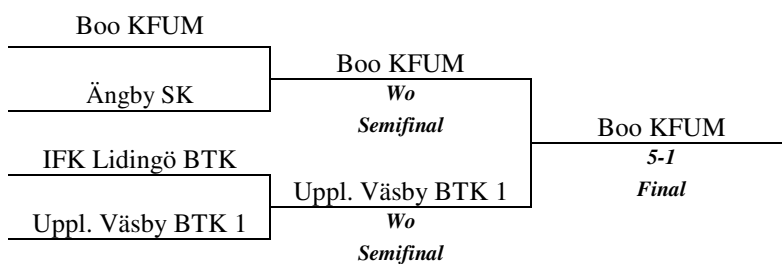 Boo KFUM
Ängby SK
IFK Lidingö BTK
Uppl. Väsby BTK 1
Boo KFUM
Wo
Semifinal
Uppl. Väsby BTK 1
Wo
Semifinal
Boo KFUM
5-1
Final